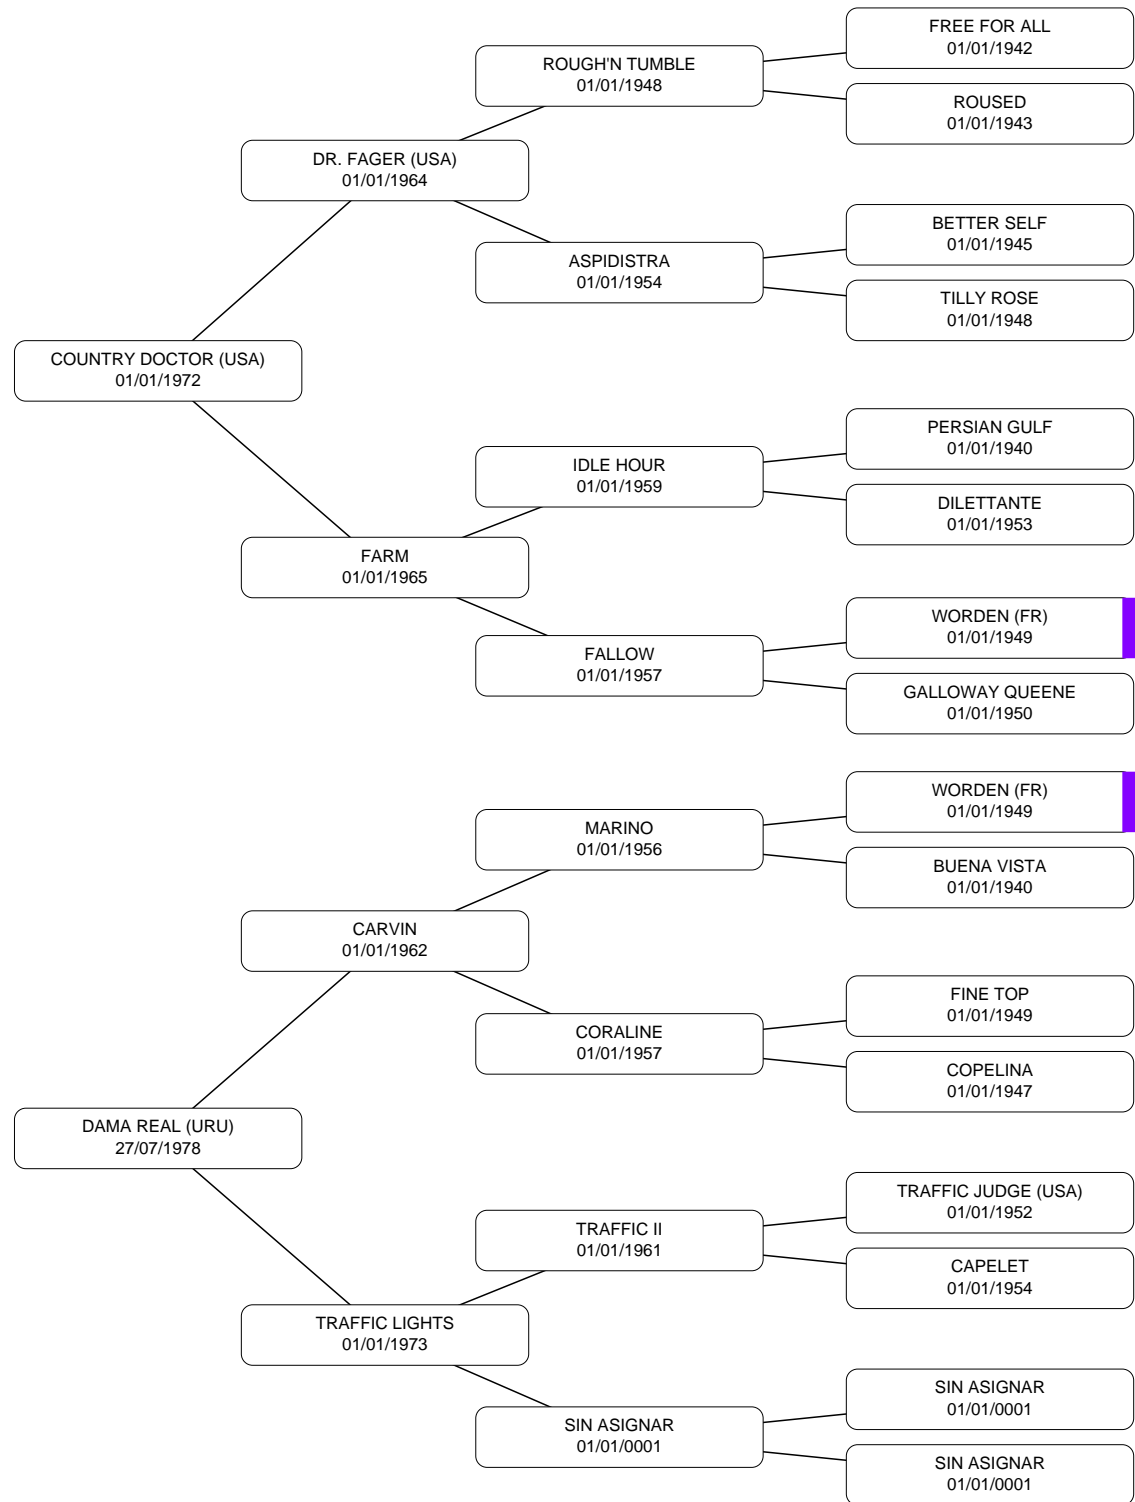 FREE FOR ALL
01/01/1942
ROUGH'N TUMBLE
01/01/1948
ROUSED
01/01/1943
DR. FAGER (USA)
01/01/1964
BETTER SELF
01/01/1945
ASPIDISTRA
01/01/1954
TILLY ROSE
01/01/1948
COUNTRY DOCTOR (USA)
01/01/1972
PERSIAN GULF
01/01/1940
IDLE HOUR
01/01/1959
DILETTANTE
01/01/1953
FARM
01/01/1965
WORDEN (FR)
01/01/1949
FALLOW
01/01/1957
GALLOWAY QUEENE
01/01/1950
WORDEN (FR)
01/01/1949
MARINO
01/01/1956
BUENA VISTA
01/01/1940
CARVIN
01/01/1962
FINE TOP
01/01/1949
CORALINE
01/01/1957
COPELINA
01/01/1947
DAMA REAL (URU)
27/07/1978
TRAFFIC JUDGE (USA)
01/01/1952
TRAFFIC II
01/01/1961
CAPELET
01/01/1954
TRAFFIC LIGHTS
01/01/1973
SIN ASIGNAR
01/01/0001
SIN ASIGNAR
01/01/0001
SIN ASIGNAR
01/01/0001